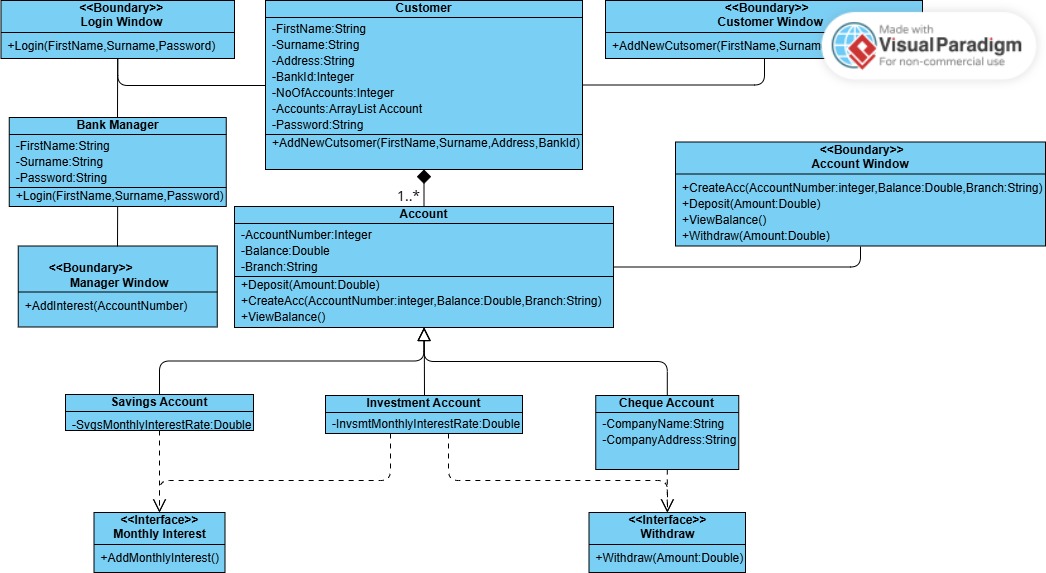 <<Boundary>>
Login Window
+Login(FirstName,Surname,Password)
Customer
-FirstName:String
-Surname:String
-Address:String
-BankId:Integer
-NoOfAccounts:Integer
-Accounts:ArrayList Account
-Password:String
+AddNewCutsomer(FirstName,Surname,Address,BankId)
<<Boundary>>
Customer Window
+AddNewCutsomer(FirstName,Surnam
Made with
VisualParadigm
For non-commercial use
Bank Manager
-FirstName:String
-Surname:String
-Password:String
+Login(FirstName,Surname,Password)
<<Boundary>>
Account Window
+CreateAcc(AccountNumber:integer,Balance:Double,Branch:String)
+Deposit(Amount:Double)
+ViewBalance()
+Withdraw(Amount:Double)
1..*
Account
-AccountNumber:Integer
-Balance:Double
-Branch:String
+Deposit(Amount:Double)
+CreateAcc(AccountNumber:integer,Balance:Double,Branch:String)
+ViewBalance()
<<Boundary>>
Manager Window
+AddInterest(AccountNumber)
Savings Account
-SvgsMonthlyInterestRate:Double
Investment Account
-InvsmtMonthlyInterestRate:Double
Cheque Account
-CompanyName:String
-CompanyAddress:String
<<Interface>>
Monthly Interest
+AddMonthlyInterest()
<<Interface>>
Withdraw
+Withdraw(Amount:Double)